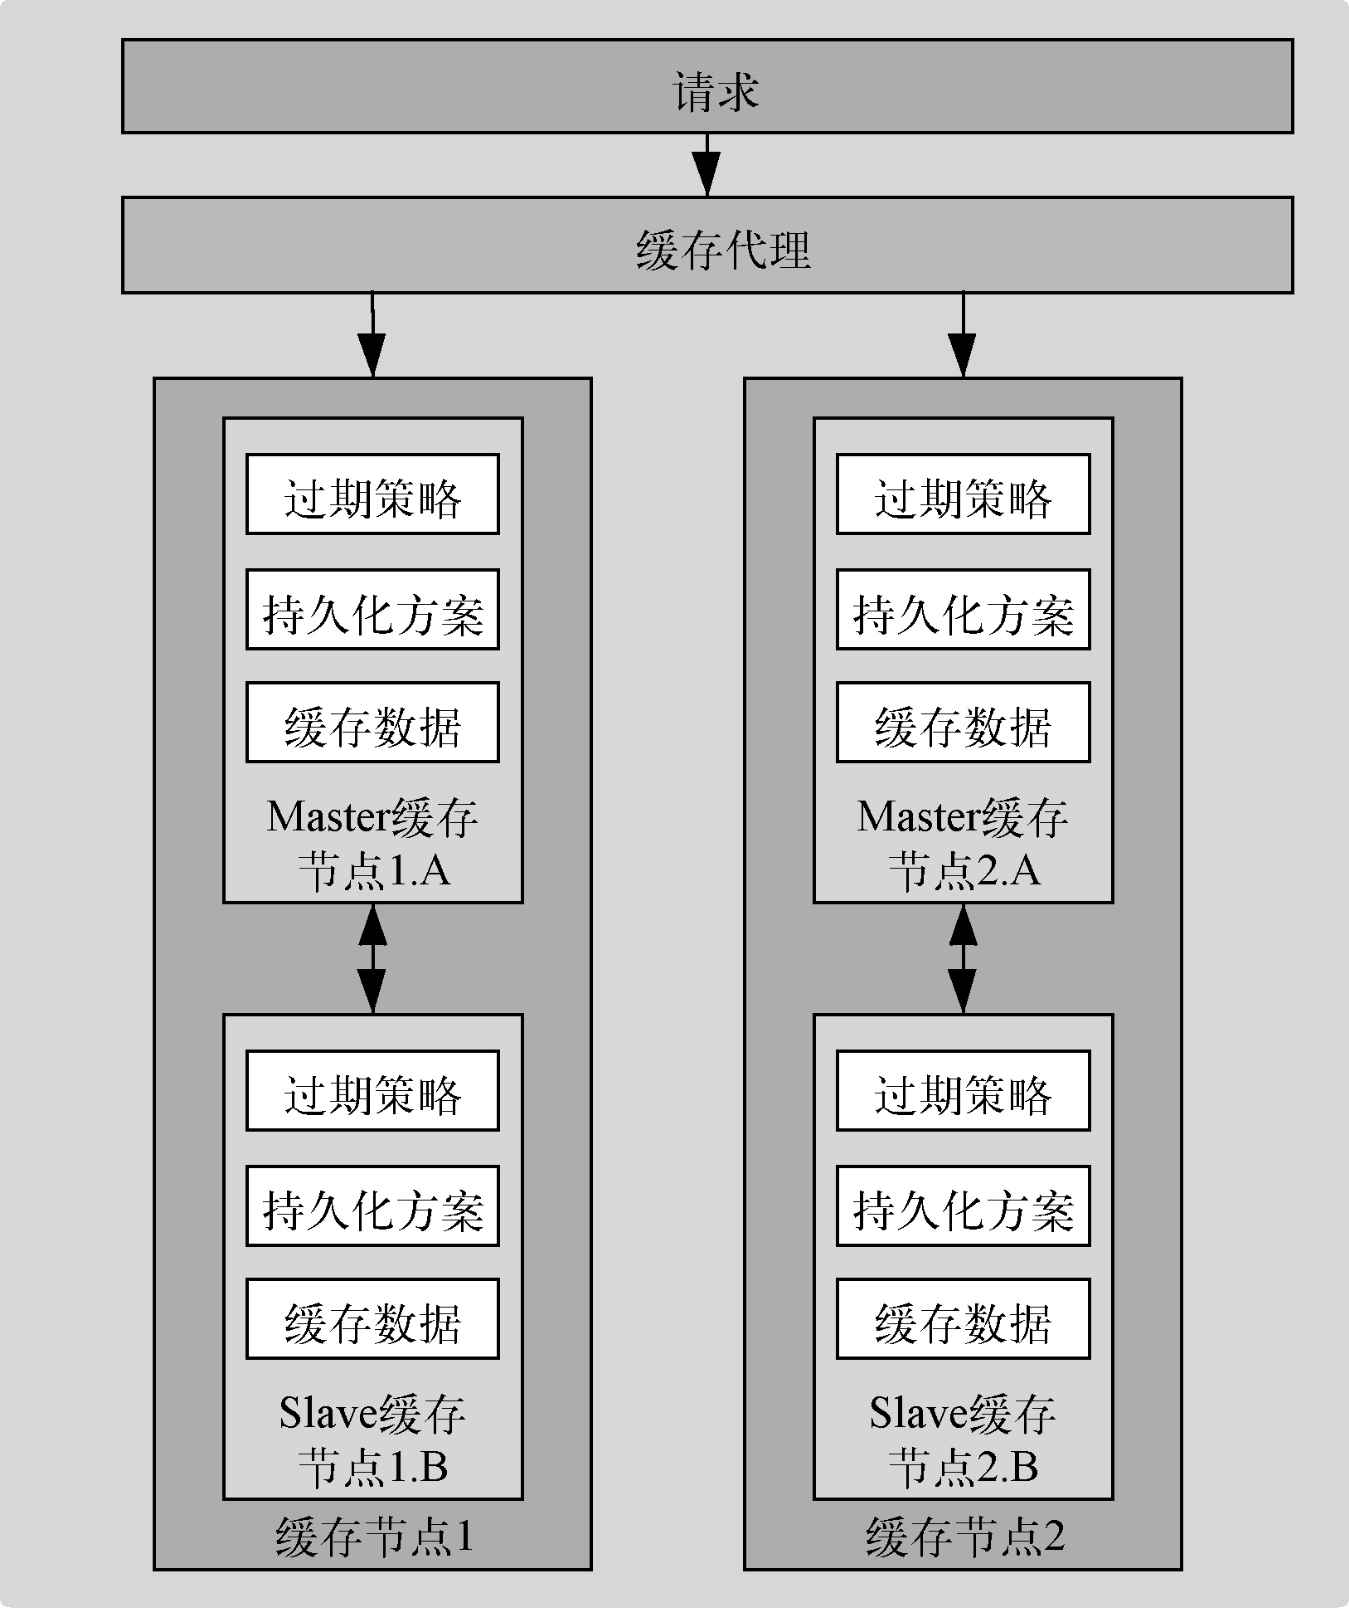 请求
缓存代理
过期策略
持久化方案
缓存数据
Master缓存
节点1.A
过期策略
持久化方案
缓存数据
Slave缓存
节点1.B
缓存节点1
过期策略
持久化方案
缓存数据
Master缓存
节点2.A
过期策略
持久化方案
缓存数据
Slave缓存
节点2.B
缓存节点2